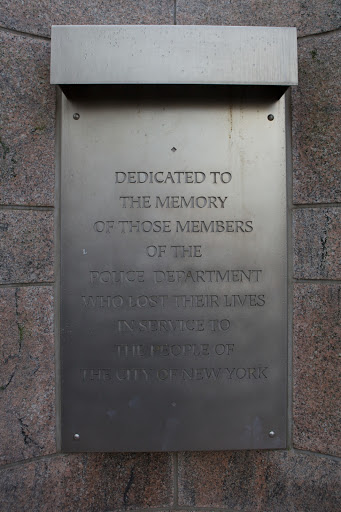 DEDICATED TO
THE MEMORY
OF THOSE MEMBERS
OF THE
POLICE DEPARTMENT
WHO LOST THEIR LIVES
IN SERVICE TO
THE PEOPLE OF
THE CITY OF NEW YORK